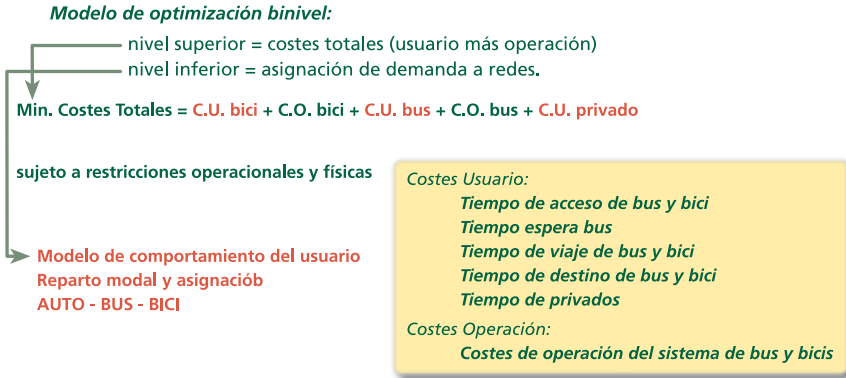 Modelo de optimización binivel:
nivel superior = costes totales (usuario más operación)
nivel inferior = asignación de demanda a redes.
Min. Costes Totales = C.U. bici + C.O. bici + C.U. bus + C.O. bus + C.U. privado
sujeto a restricciones operacionales y físicas
Modelo de comportamiento del usuario
Reparto modal y asignaciób
AUTO - BUS - BICI
Costes Usuario:
Tiempo de acceso de bus y bici
Tiempo espera bus
Tiempo de viaje de bus y bici
Tiempo de destino de bus y bici
Tiempo de privados
Costes Operación:
Costes de operación del sistema de bus y bicis